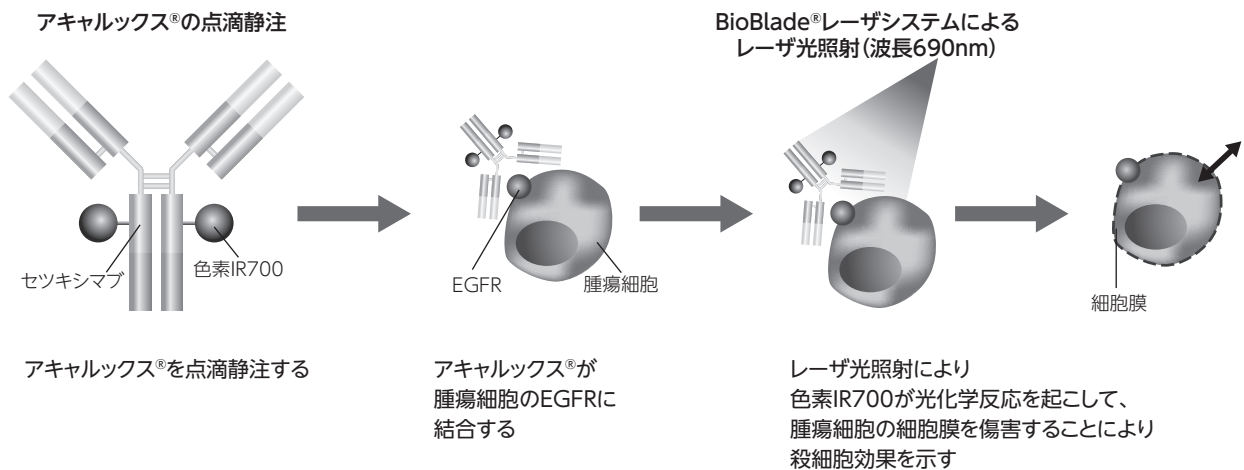 アキャルックス®の点滴静注
BioBlade®レーザシステムによる
レーザ光照射(波長690nm)
セツキシマブ
色素IR700
EGFR
腫瘍細胞
細胞膜
アキャルックス®を点滴静注する
アキャルックス®が
腫瘍細胞のEGFRに
結合する
レーザ光照射により
色素IR700が光化学反応を起こして、
腫瘍細胞の細胞膜を傷害することにより
殺細胞効果を示す